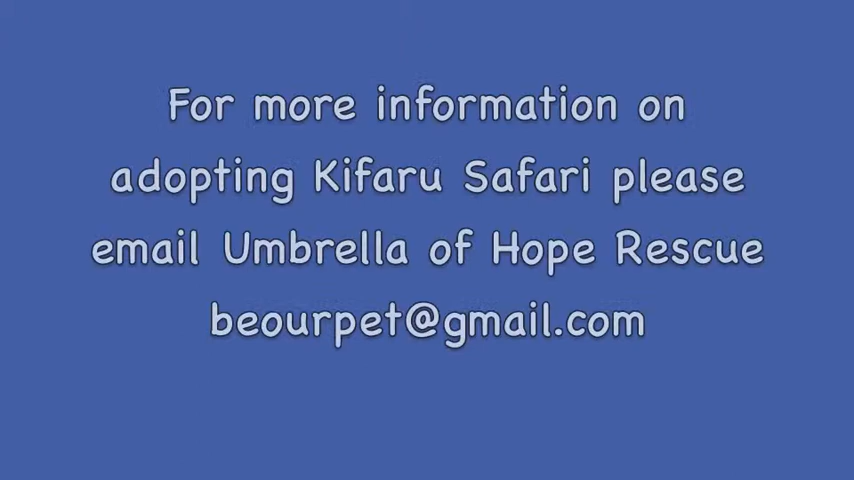 For more information on
adopting Kifaru Safari please
email Umbrella of Hope Rescue
beourpet@gmail.com